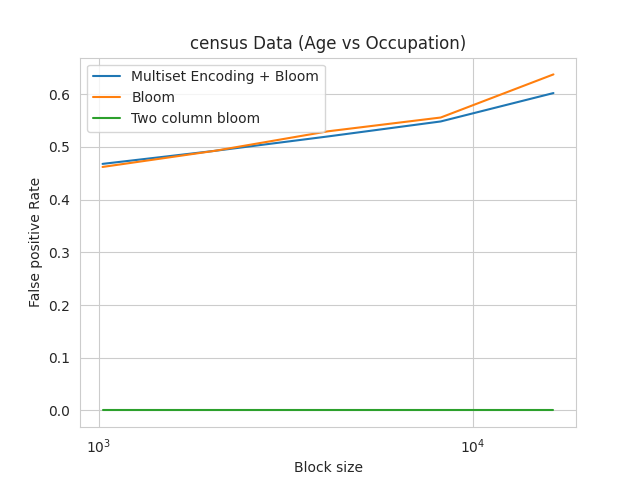 census Data (Age vs Occupation)
Multiset Encoding + Bloom
Bloom
Two column bloom
False positive Rate
0.6
0.5
0.4
0.3
0.2
0.1
0.0
10³
10⁴
Block size